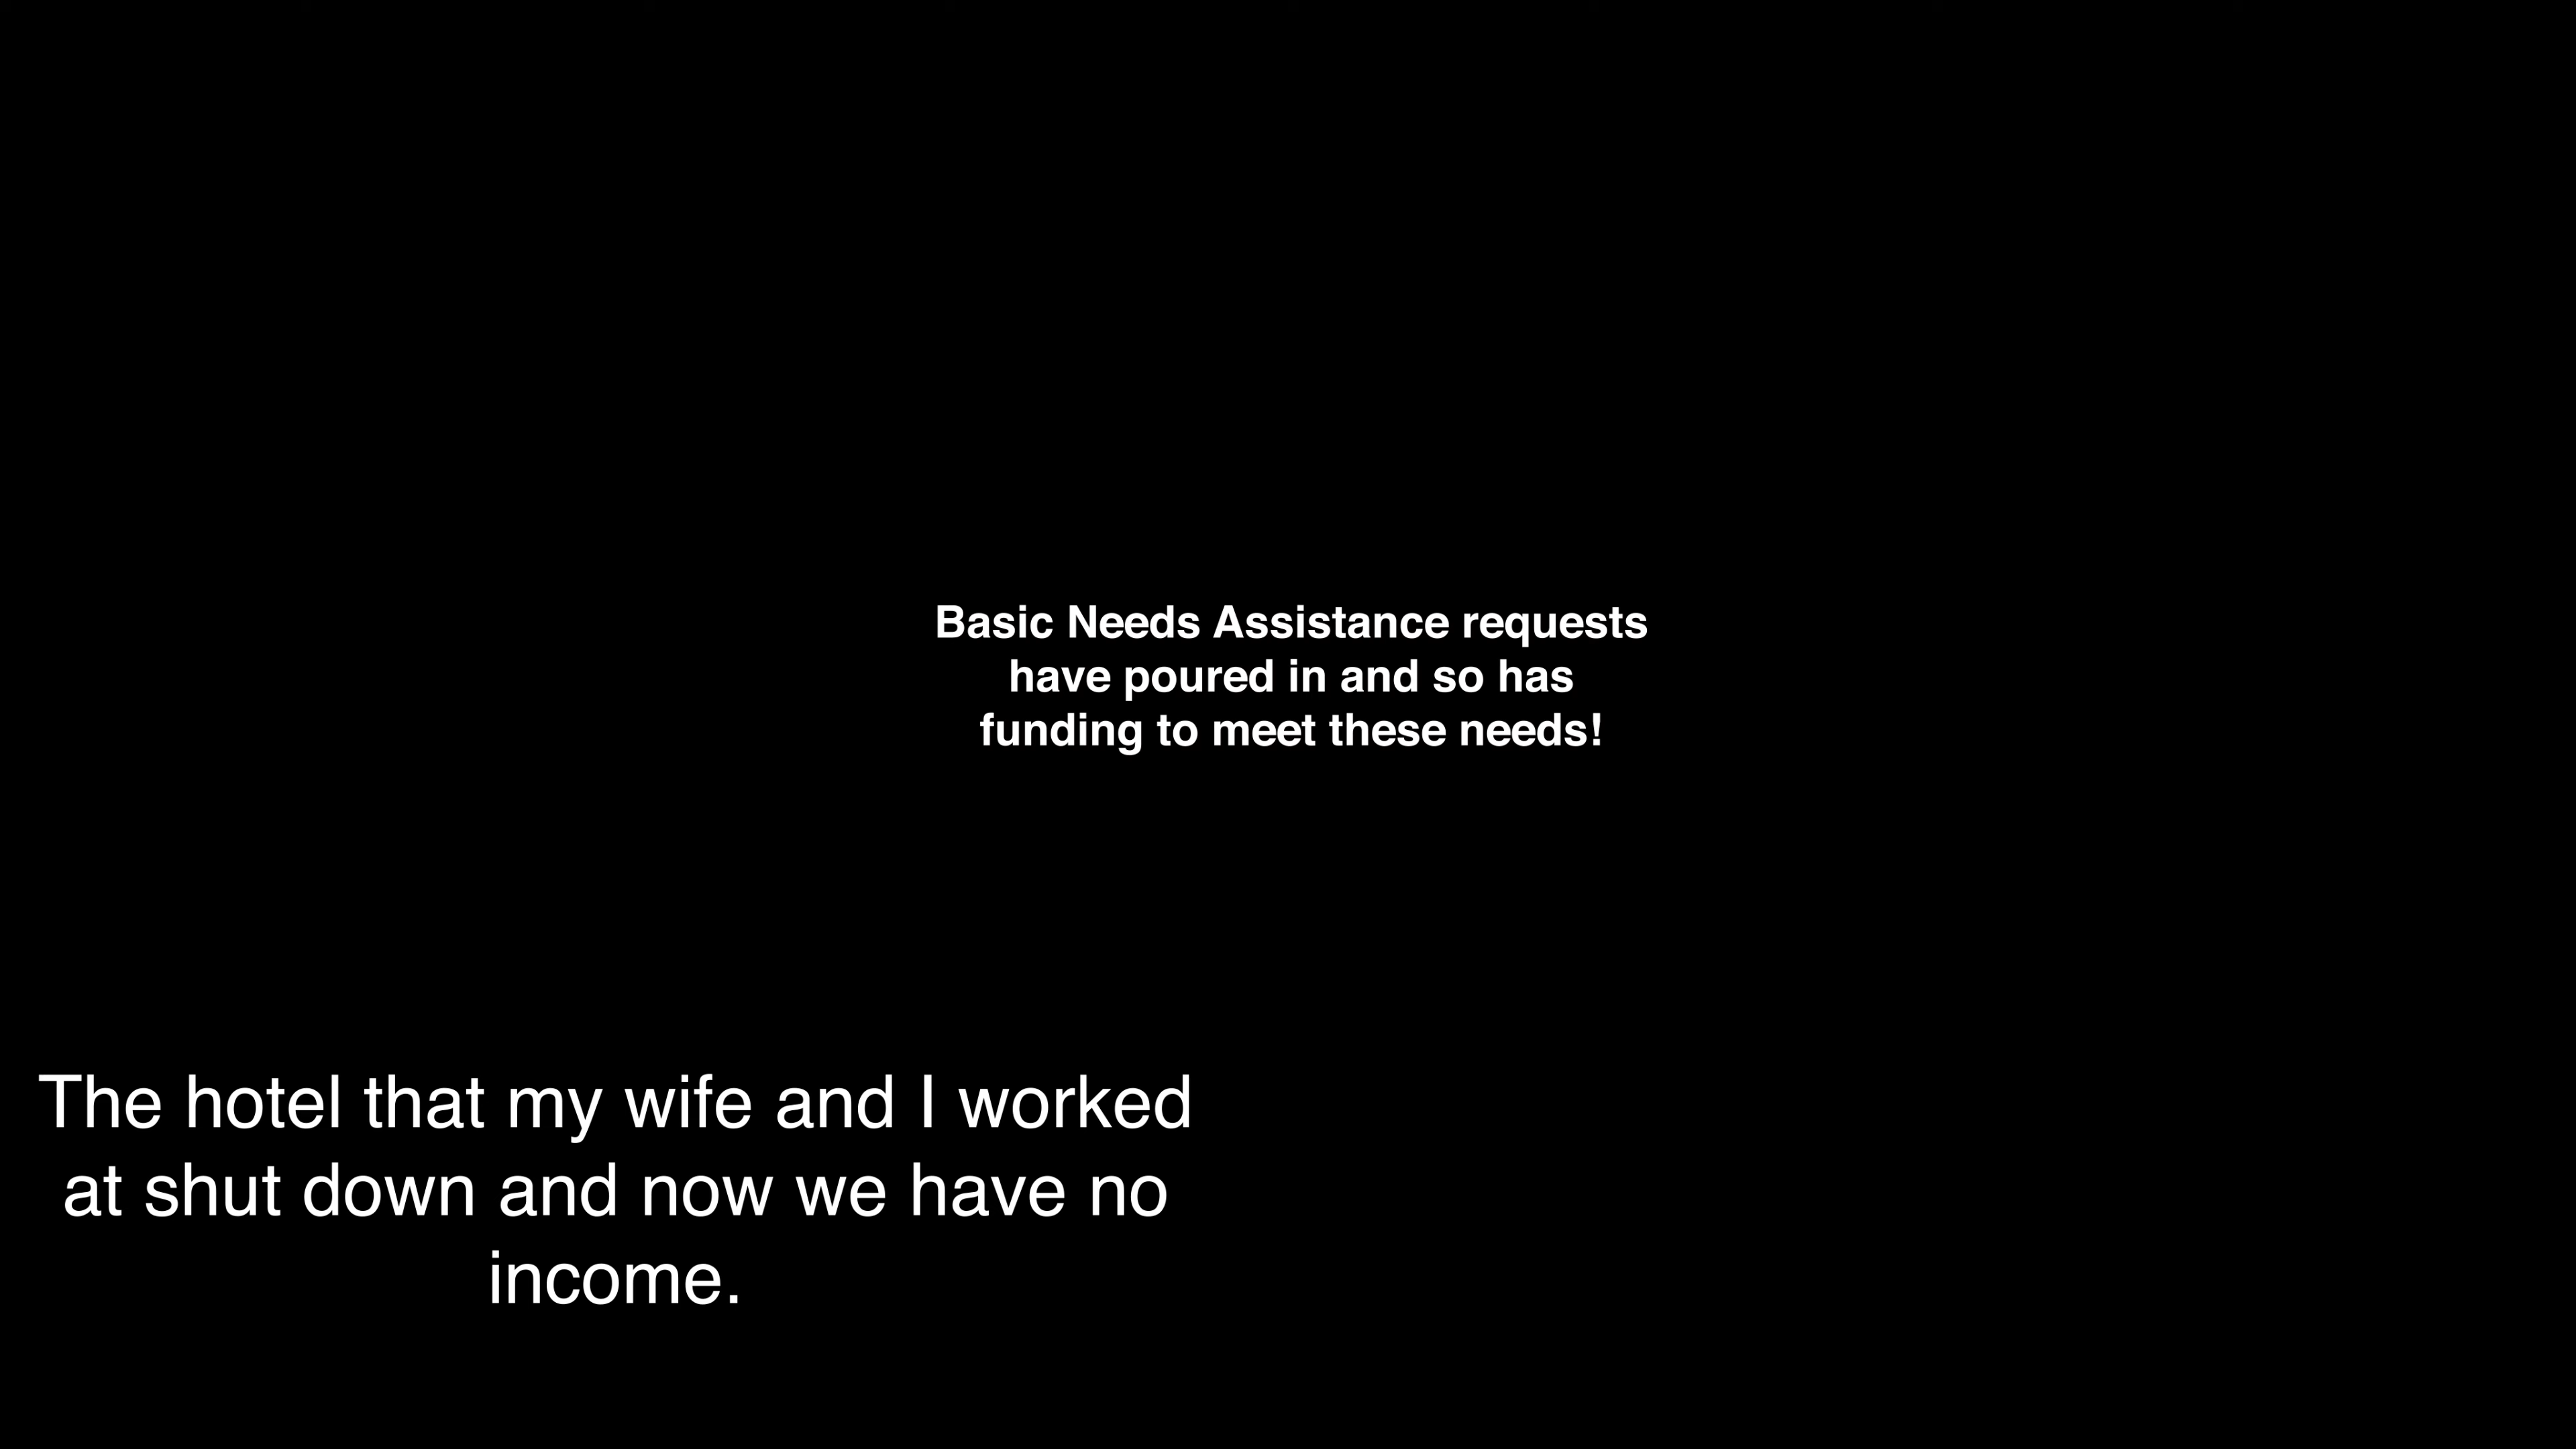 Basic Needs Assistance requests
have poured in and so has
funding to meet these needs!
The hotel that my wife and I worked
at shut down and now we have no
income.